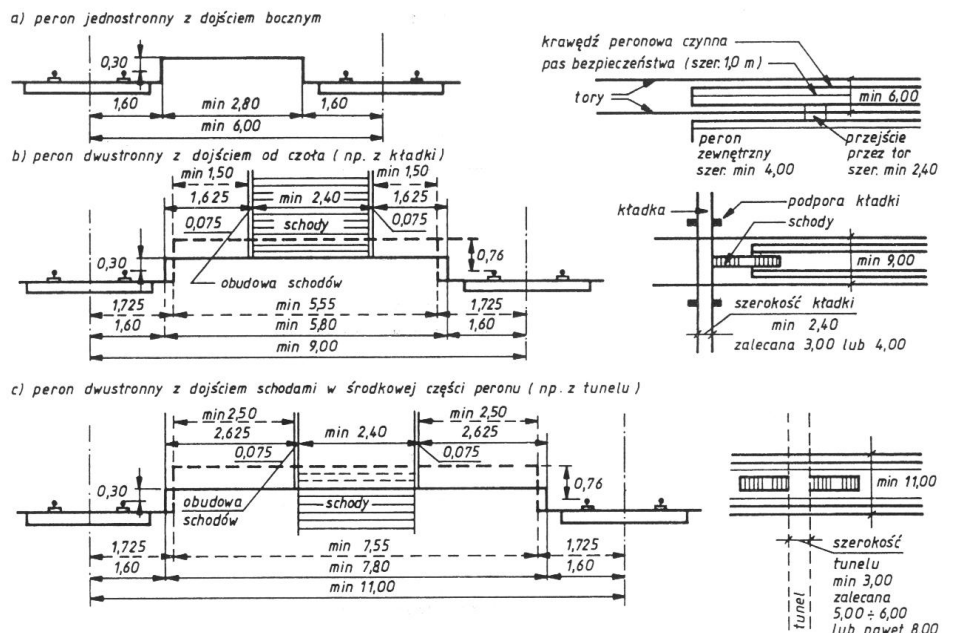 a) peron jednostronny z dojściem bocznym
0,30
1,60
min 2,80
1,60
min 6,00
krawędź peronowa czynna
pas bezpieczeństwa (szer. 1,0 m)
tory
min 6,00
peron
zewnętrzny
szer. min 4,00
przejście
przez tor
szer. min 2,40
b) peron dwustronny z dojściem od czoła (np. z kładki)
min 1,50
min 1,50
1,625
min 2,40
1,625
0,075
schody
0,075
0,30
0,76
obudowa schodów
1,725
min 5,55
1,725
1,60
min 5,80
1,60
min 9,00
kładka
podpora kładki
schody
min 9,00
szerokość kładki
min 2,40
zalecana 3,00 lub 4,00
c) peron dwustronny z dojściem schodami w środkowej części peronu (np. z tunelu)
min 2,50
min 2,50
2,625
min 2,40
2,625
0,075
0,075
0,30
0,76
obudowa
schodów
schody
1,725
min 7,55
1,725
1,60
min 7,80
1,60
min 11,00
min 11,00
szerokość
tunelu
min 3,00
zalecana
5,00 ÷ 6,00
lub nawet 8,00
tunel